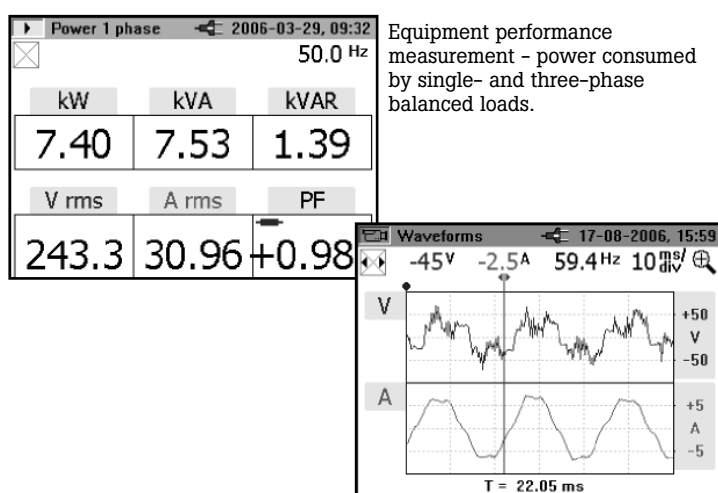 Power 1 phase 2006-03-29, 09:32
50.0 Hz
kW kVA kVAR
7.40 7.53 1.39
V rms A rms PF
243.3 30.96 +0.98
Equipment performance
measurement – power consumed
by single– and three–phase
balanced loads.
Waveforms 17-08-2006, 15:59
-45V -2.5A 59.4Hz 10 ms/div
V
+50
V
-50
A
+5
A
-5
T = 22.05 ms